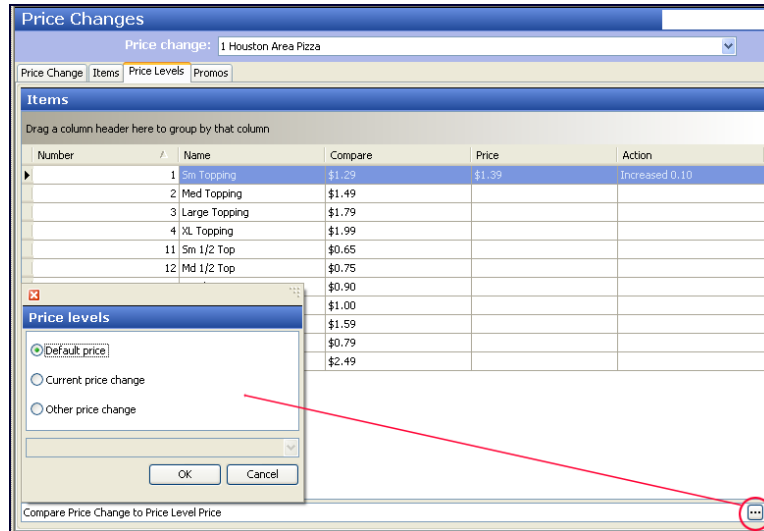 Price Changes
Price change: 1 Houston Area Pizza
Price Change Items Price Levels Promos
Items
Drag a column header here to group by that column
Number Name Compare Price Action
1 Sm Topping $1.29 $1.39 Increased 0.10
2 Med Topping $1.49
3 Large Topping $1.79
4 XL Topping $1.99
11 Sm 1/2 Top $0.65
12 Md 1/2 Top $0.75
$0.90
$1.00
$1.59
$0.79
$2.49
Price levels
Default price
Current price change
Other price change
OK Cancel
Compare Price Change to Price Level Price